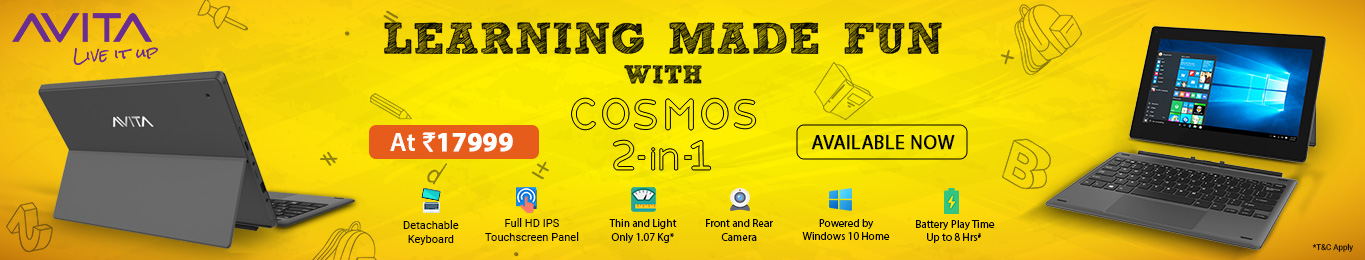 AVITA
LIVE IT UP
LEARNING MADE FUN
WITH
COSMOS
2-in-1
At ₹17999
AVAILABLE NOW
AVITA
Detachable
Keyboard
Full HD IPS
Touchscreen Panel
Thin and Light
Only 1.07 Kg*
Front and Rear
Camera
Powered by
Windows 10 Home
Battery Play Time
Up to 8 Hrs#
*T&C Apply